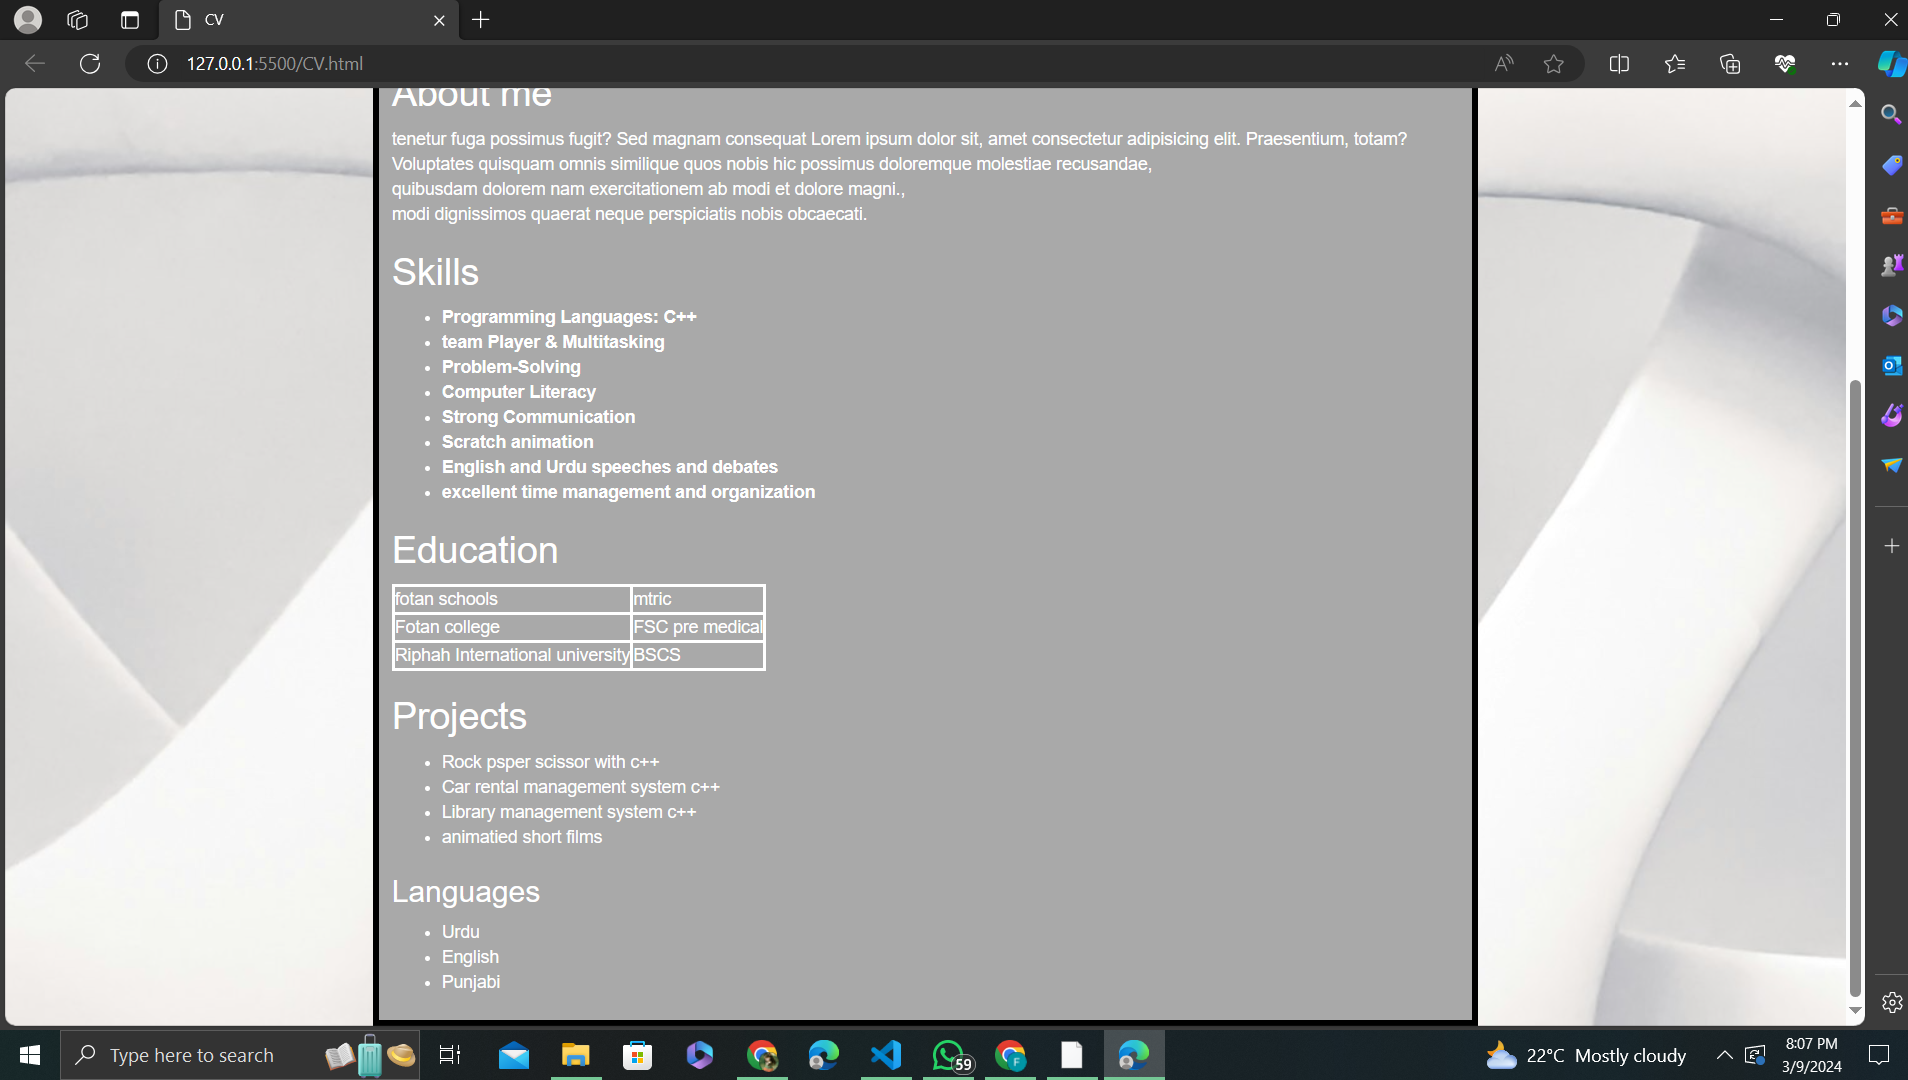 CV
127.0.0.1:5500/CV.html
About me
tenetur fuga possimus fugit? Sed magnam consequat Lorem ipsum dolor sit, amet consectetur adipisicing elit. Praesentium, totam?
Voluptates quisquam omnis similique quos nobis hic possimus doloremque molestiae recusandae,
quibusdam dolorem nam exercitationem ab modi et dolore magni.,
modi dignissimos quaerat neque perspiciatis nobis obcaecati.
Skills
• Programming Languages: C++
• team Player & Multitasking
• Problem-Solving
• Computer Literacy
• Strong Communication
• Scratch animation
• English and Urdu speeches and debates
• excellent time management and organization
Education
fotan schools mtric
Fotan college FSC pre medical
Riphah International university BSCS
Projects
• Rock psper scissor with c++
• Car rental management system c++
• Library management system c++
• animatied short films
Languages
• Urdu
• English
• Punjabi
Type here to search
59
F
22°C Mostly cloudy
8:07 PM
3/9/2024